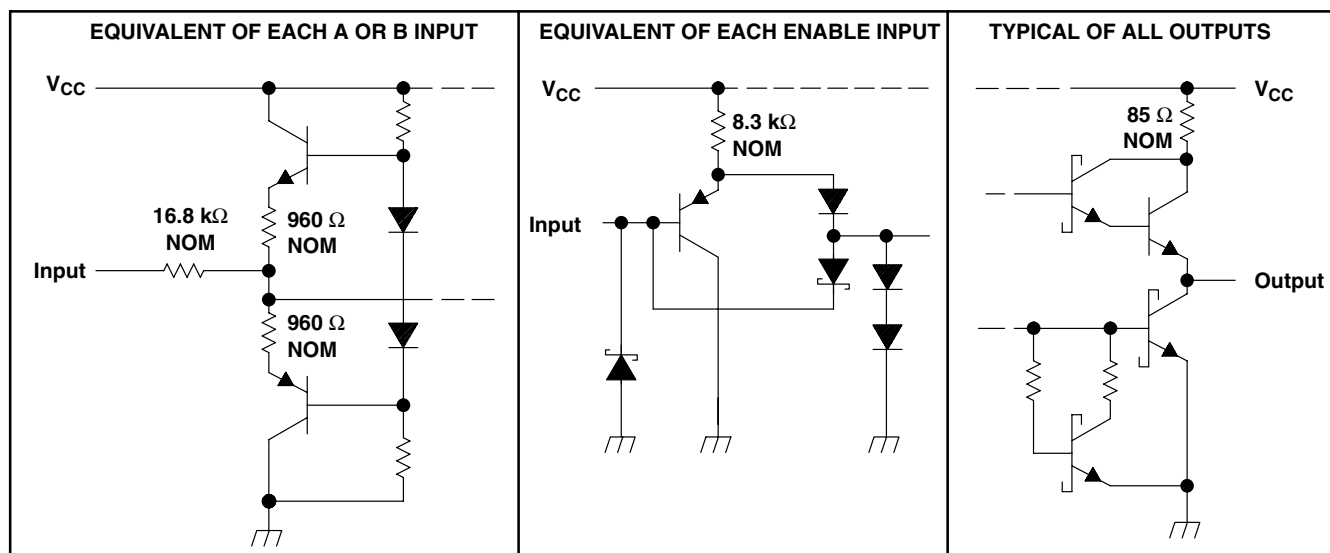 EQUIVALENT OF EACH A OR B INPUT
VCC
16.8 kΩ
NOM
960 Ω
NOM
Input
960 Ω
NOM
EQUIVALENT OF EACH ENABLE INPUT
VCC
8.3 kΩ
NOM
Input
TYPICAL OF ALL OUTPUTS
VCC
85 Ω
NOM
Output